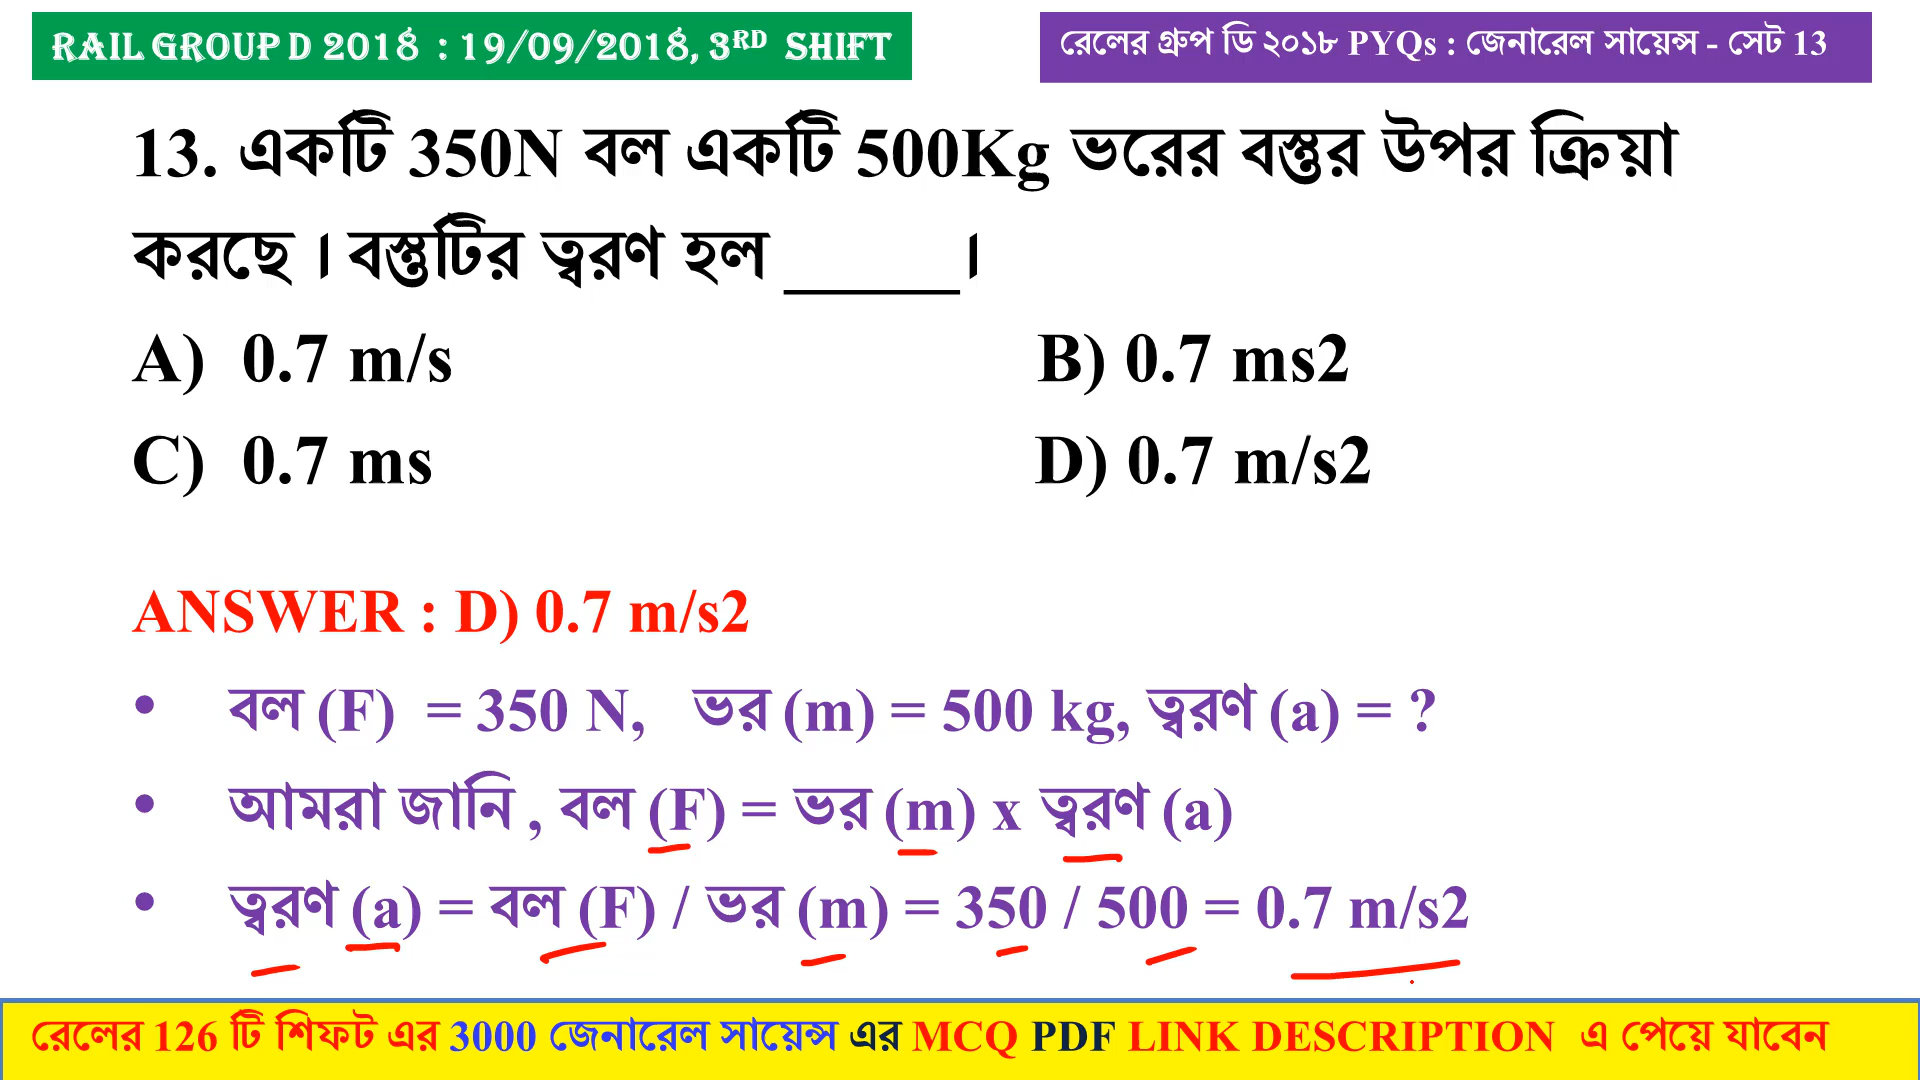 RAIL GROUP D 2018 : 19/09/2018, 3RD SHIFT
রেলের গ্রুপ ডি ২০১৮ PYQs : জেনারেল সায়েন্স - সেট 13
13. একটি 350N বল একটি 500Kg ভরের বস্তুর উপর ক্রিয়া
করছে । বস্তুটির ত্বরণ হল _____।
A) 0.7 m/s B) 0.7 ms2
C) 0.7 ms D) 0.7 m/s2
ANSWER : D) 0.7 m/s2
• বল (F) = 350 N, ভর (m) = 500 kg, ত্বরণ (a) = ?
• আমরা জানি , বল (F) = ভর (m) x ত্বরণ (a)
• ত্বরণ (a) = বল (F) / ভর (m) = 350 / 500 = 0.7 m/s2
রেলের 126 টি শিফট এর 3000 জেনারেল সায়েন্স এর MCQ PDF LINK DESCRIPTION এ পেয়ে যাবেন